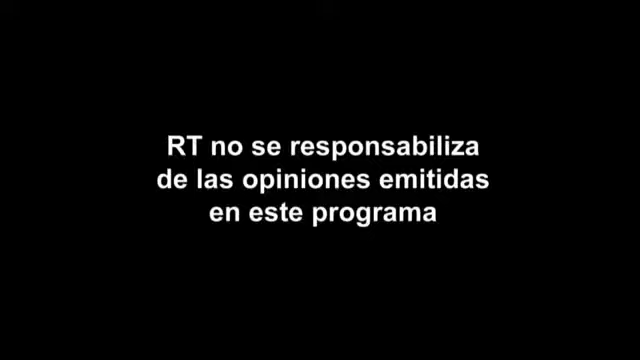 RT no se responsabiliza
de las opiniones emitidas
en este programa